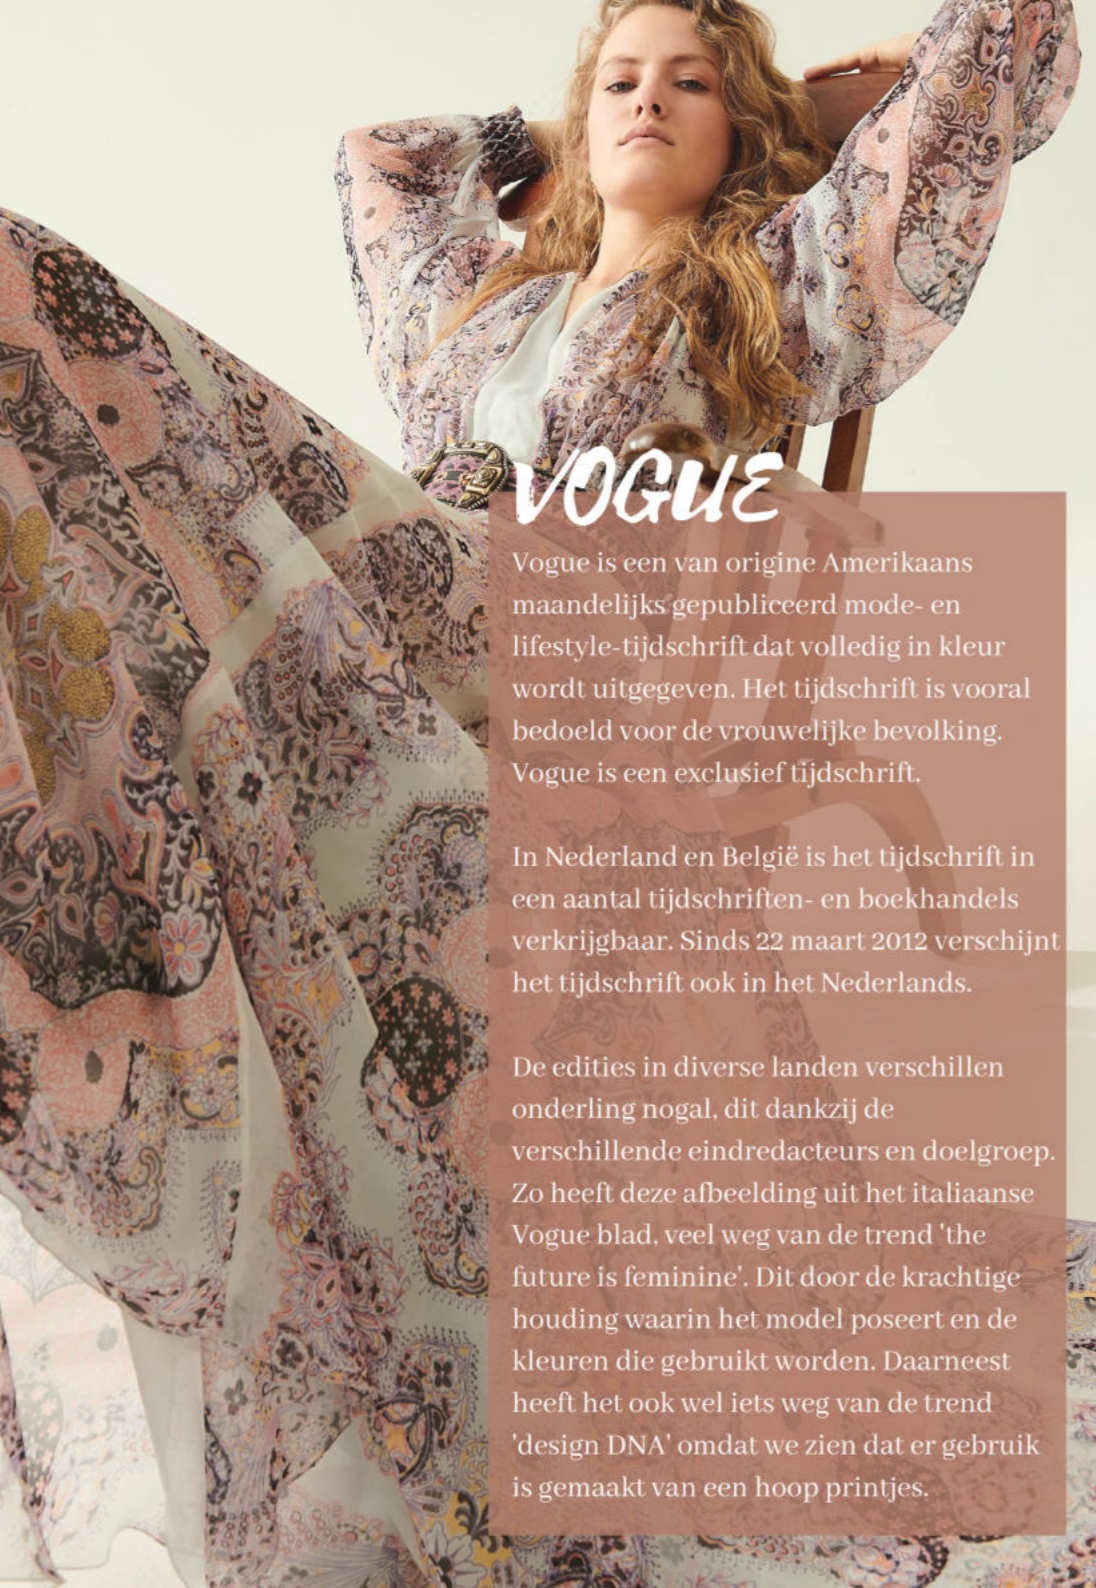 VOGUE
Vogue is een van origine Amerikaans
maandelijks gepubliceerd mode- en
lifestyle-tijdschrift dat volledig in kleur
wordt uitgegeven. Het tijdschrift is vooral
bedoeld voor de vrouwelijke bevolking.
Vogue is een exclusief tijdschrift.
In Nederland en België is het tijdschrift in
een aantal tijdschriften- en boekhandels
verkrijgbaar. Sinds 22 maart 2012 verschijnt
het tijdschrift ook in het Nederlands.
De edities in diverse landen verschillen
onderling nogal, dit dankzij de
verschillende eindredacteurs en doelgroep.
Zo heeft deze afbeelding uit het italiaanse
Vogue blad, veel weg van de trend 'the
future is feminine'. Dit door de krachtige
houding waarin het model poseert en de
kleuren die gebruikt worden. Daarneest
heeft het ook wel iets weg van de trend
'design DNA' omdat we zien dat er gebruik
is gemaakt van een hoop printjes.